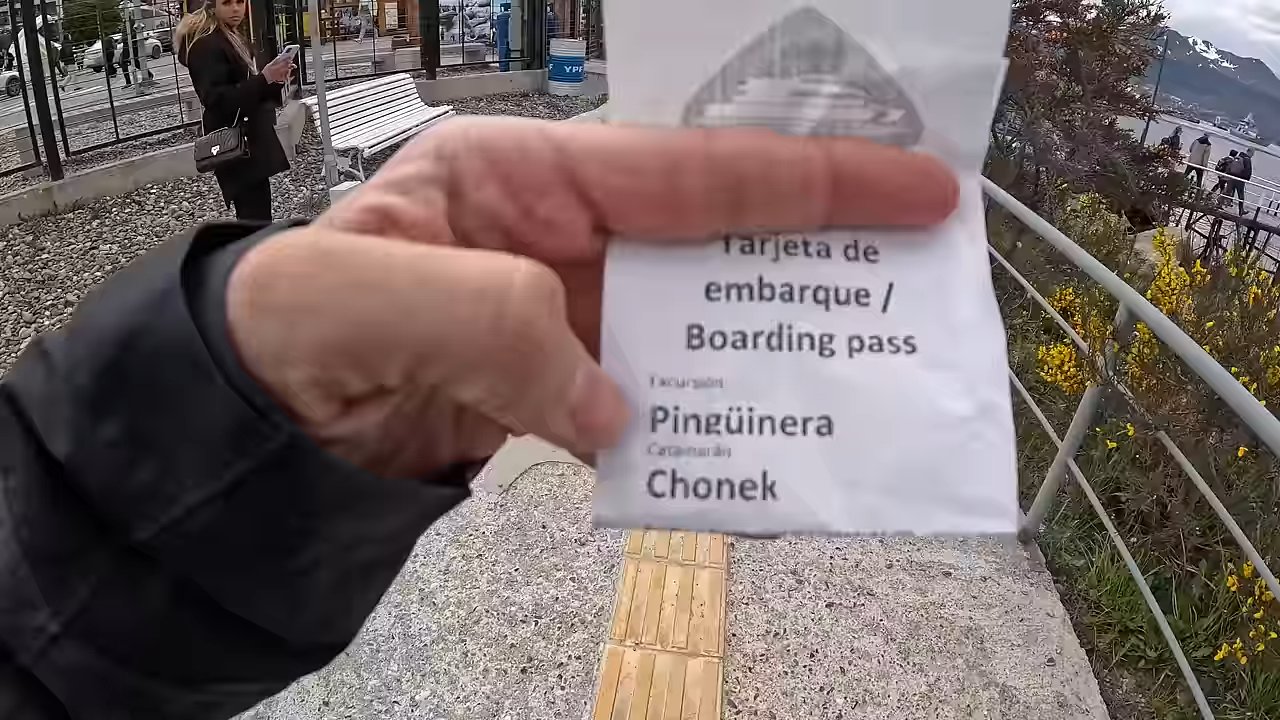 YPF
Tarjeta de
embarque /
Boarding pass
Excursión
Pingüinera
Catamarán
Chonek